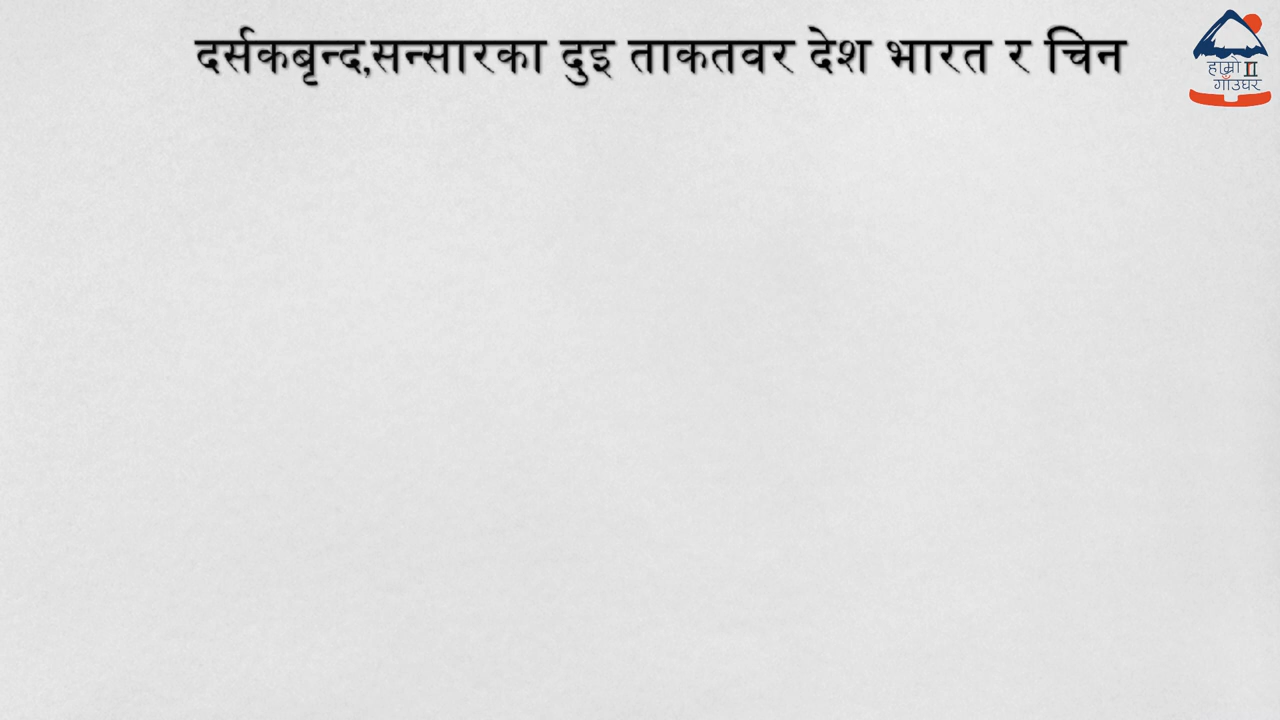 दर्सकबृन्द,सन्सारका दुइ ताकतवर देश भारत र चिन
हाम्रो
गाँउघर